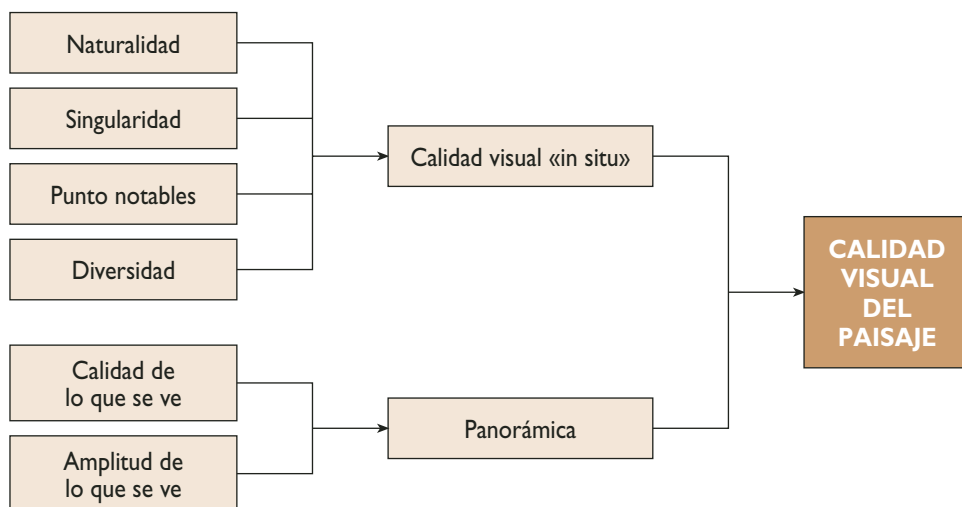 Naturalidad
Singularidad
Punto notables
Diversidad
Calidad de
lo que se ve
Amplitud de
lo que se ve
Calidad visual «in situ»
Panorámica
CALIDAD
VISUAL
DEL
PAISAJE